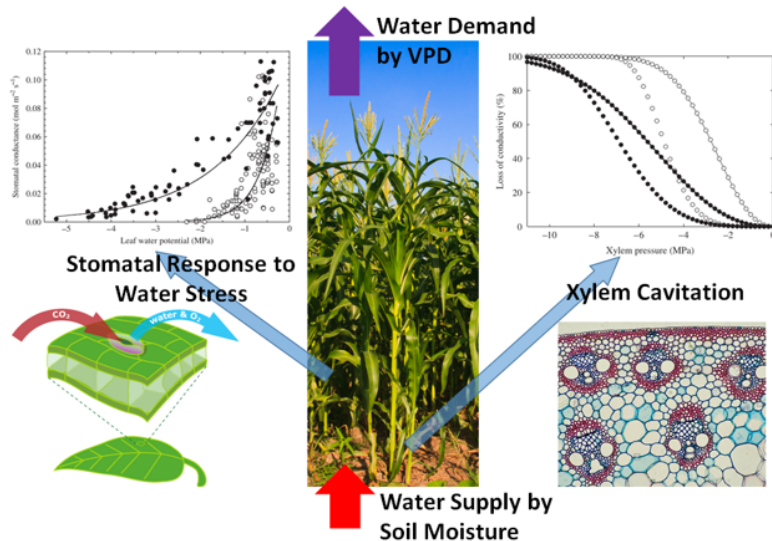 Water Demand
by VPD
0.12
0.10
0.08
0.06
0.04
0.02
0.00
Stomatal conductance (mol m⁻² s⁻¹)
−5 −4 −3 −2 −1 0
Leaf water potential (MPa)
100
80
60
40
20
0
Loss of conductivity (%)
−10 −8 −6 −4 −2 0
Xylem pressure (MPa)
Stomatal Response to
Water Stress
Xylem Cavitation
CO₂
water & O₂
Water Supply by
Soil Moisture